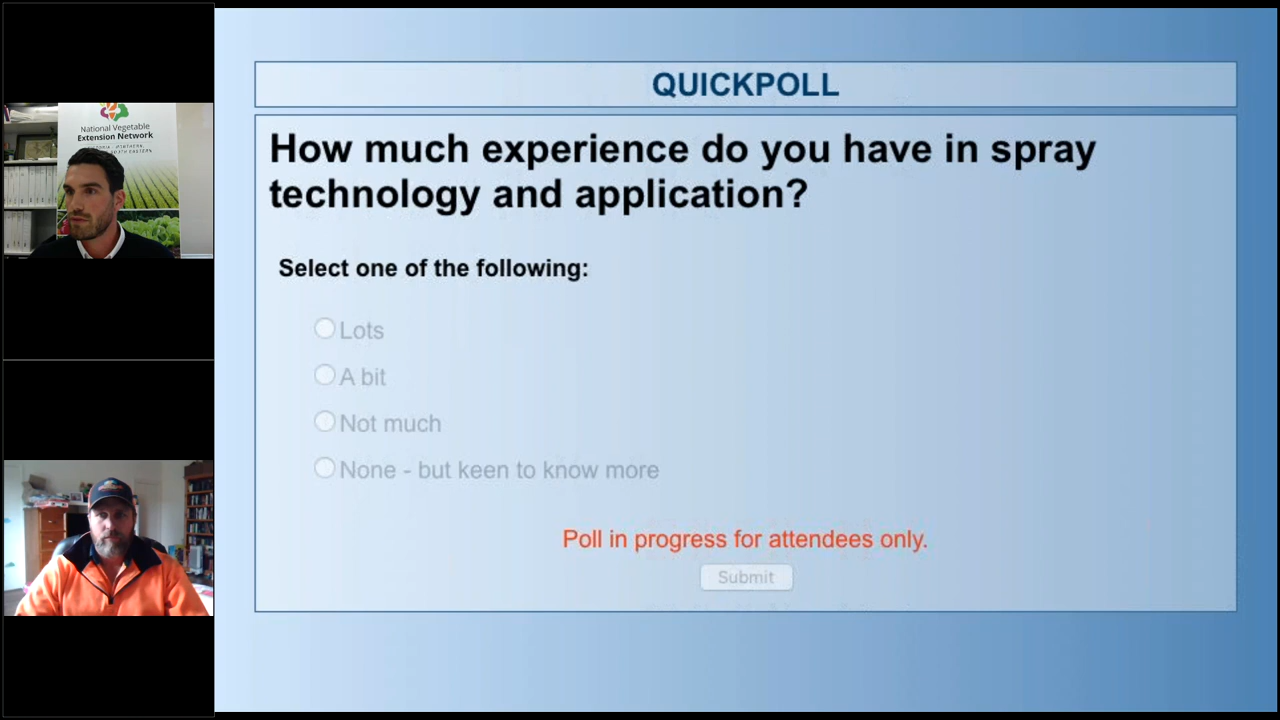 National Vegetable
Extension Network
QUICKPOLL
How much experience do you have in spray
technology and application?
Select one of the following:
Lots
A bit
Not much
None - but keen to know more
Poll in progress for attendees only.
Submit